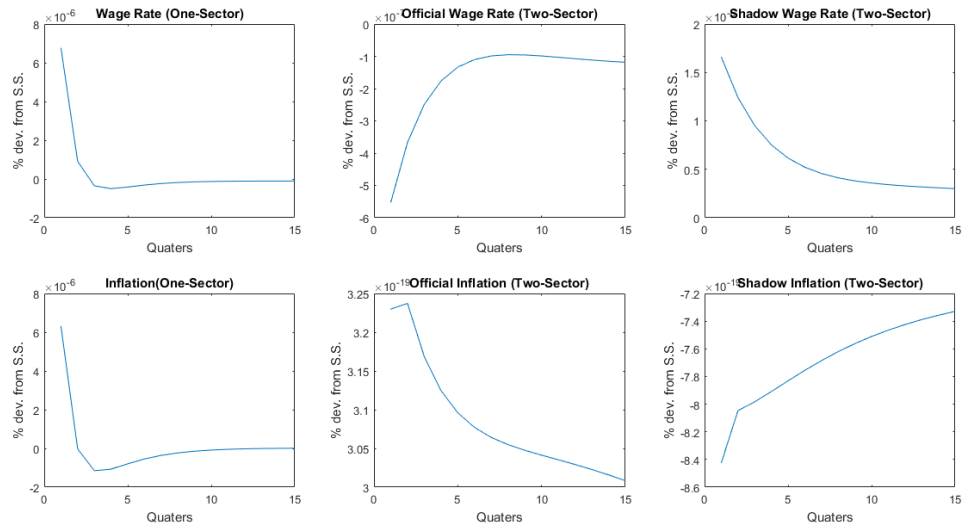 ×10⁻⁶
Wage Rate (One-Sector)
8
6
4
2
0
-2
% dev. from S.S.
0 5 10 15
Quaters
Official Wage Rate (Two-Sector)
0
-1
-2
-3
-4
-5
-6
% dev. from S.S.
0 5 10 15
Quaters
Shadow Wage Rate (Two-Sector)
2
1.5
1
0.5
0
% dev. from S.S.
0 5 10 15
Quaters
×10⁻⁶
Inflation(One-Sector)
8
6
4
2
0
-2
% dev. from S.S.
0 5 10 15
Quaters
×10⁻¹⁹
Official Inflation (Two-Sector)
3.25
3.2
3.15
3.1
3.05
3
% dev. from S.S.
0 5 10 15
Quaters
Shadow Inflation (Two-Sector)
-7.2
-7.4
-7.6
-7.8
-8
-8.2
-8.4
-8.6
% dev. from S.S.
0 5 10 15
Quaters